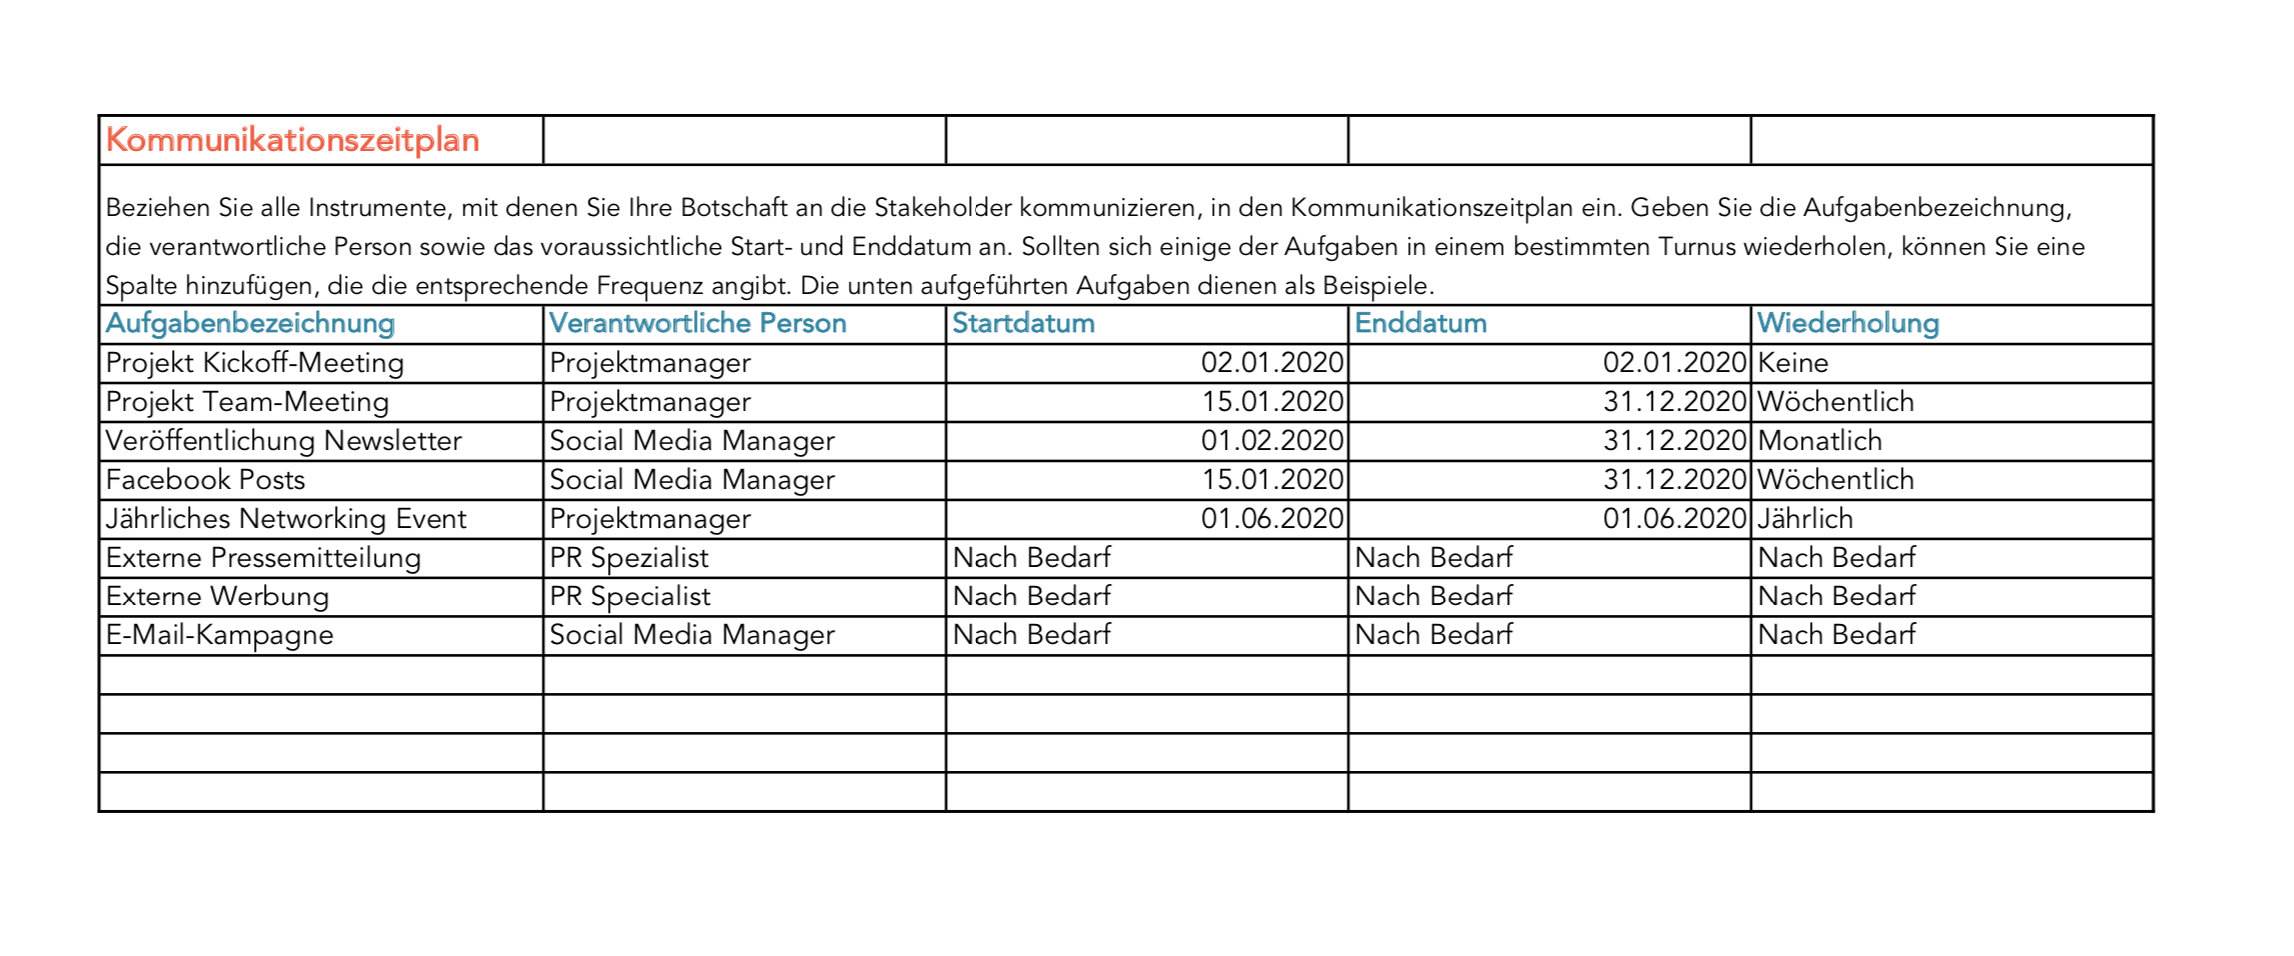 Kommunikationszeitplan
Beziehen Sie alle Instrumente, mit denen Sie Ihre Botschaft an die Stakeholder kommunizieren, in den Kommunikationszeitplan ein. Geben Sie die Aufgabenbezeichnung,
die verantwortliche Person sowie das voraussichtliche Start- und Enddatum an. Sollten sich einige der Aufgaben in einem bestimmten Turnus wiederholen, können Sie eine
Spalte hinzufügen, die die entsprechende Frequenz angibt. Die unten aufgeführten Aufgaben dienen als Beispiele.
Aufgabenbezeichnung Verantwortliche Person Startdatum Enddatum Wiederholung
Projekt Kickoff-Meeting Projektmanager 02.01.2020 02.01.2020 Keine
Projekt Team-Meeting Projektmanager 15.01.2020 31.12.2020 Wöchentlich
Veröffentlichung Newsletter Social Media Manager 01.02.2020 31.12.2020 Monatlich
Facebook Posts Social Media Manager 15.01.2020 31.12.2020 Wöchentlich
Jährliches Networking Event Projektmanager 01.06.2020 01.06.2020 Jährlich
Externe Pressemitteilung PR Spezialist Nach Bedarf Nach Bedarf Nach Bedarf
Externe Werbung PR Specialist Nach Bedarf Nach Bedarf Nach Bedarf
E-Mail-Kampagne Social Media Manager Nach Bedarf Nach Bedarf Nach Bedarf